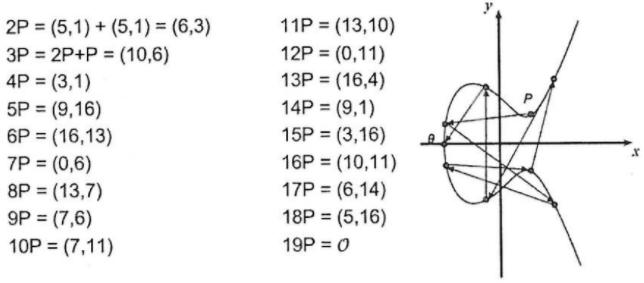 2P = (5,1) + (5,1) = (6,3)
3P = 2P+P = (10,6)
4P = (3,1)
5P = (9,16)
6P = (16,13)
7P = (0,6)
8P = (13,7)
9P = (7,6)
10P = (7,11)
11P = (13,10)
12P = (0,11)
13P = (16,4)
14P = (9,1)
15P = (3,16)
16P = (10,11)
17P = (6,14)
18P = (5,16)
19P = 𝒪
y
P
θ
x